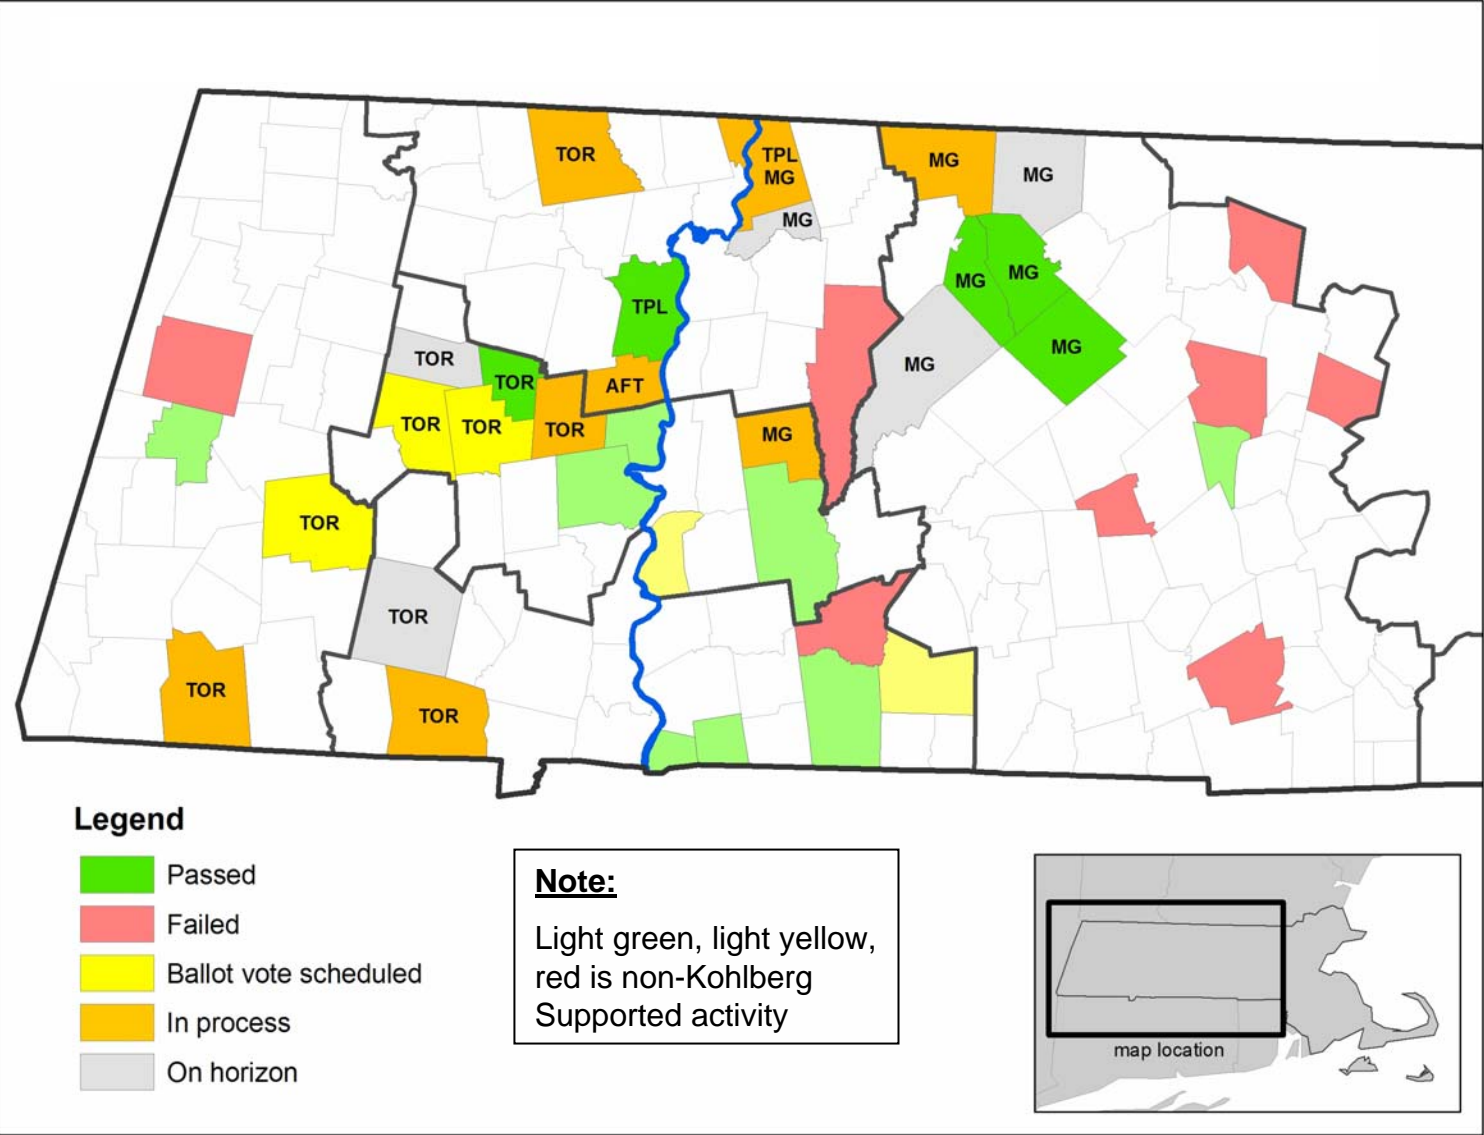 TOR
TPL
MG
MG
MG
MG
TPL
MG
MG
TOR
TOR
AFT
MG
MG
TOR
TOR
TOR
MG
TOR
TOR
TOR
TOR
Legend
Passed
Failed
Ballot vote scheduled
In process
On horizon
Note:
Light green, light yellow,
red is non-Kohlberg
Supported activity
map location